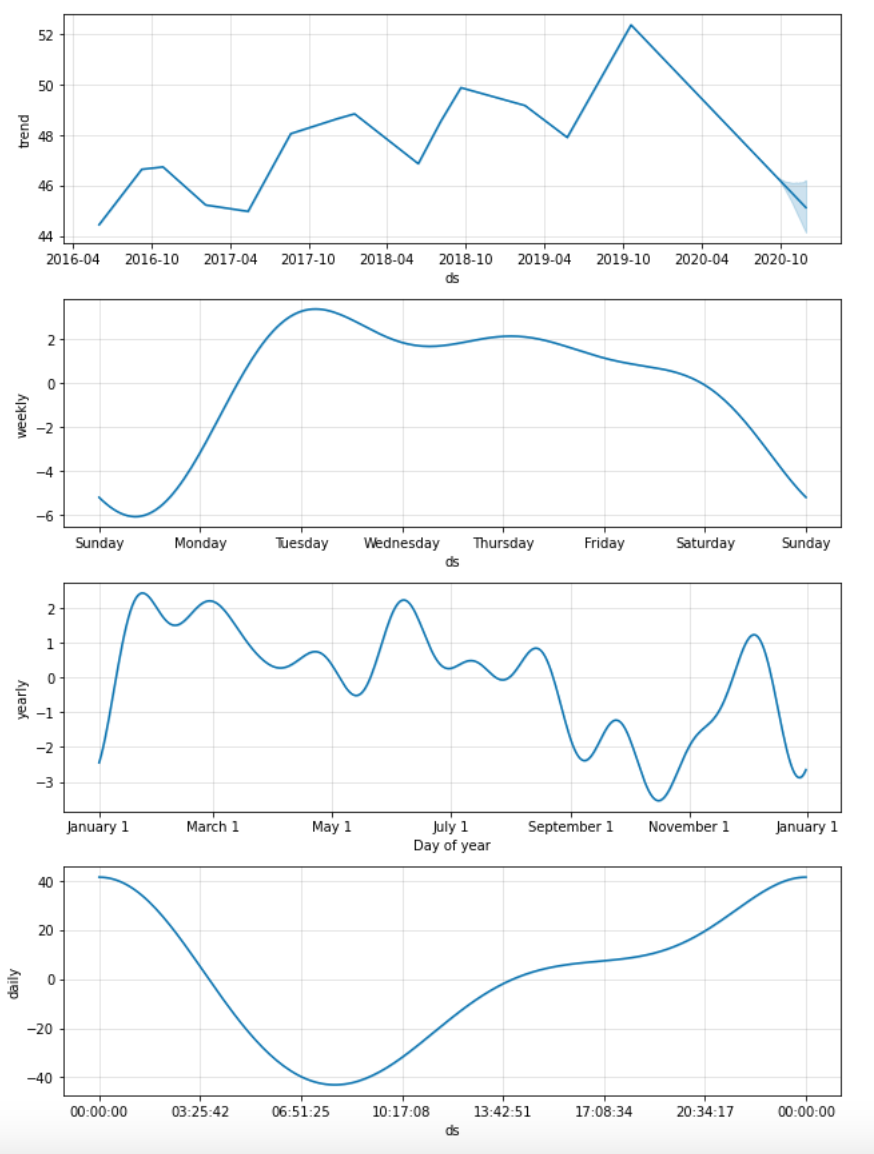 52
50
48
46
44
trend
2016-04 2016-10 2017-04 2017-10 2018-04 2018-10 2019-04 2019-10 2020-04 2020-10
ds
2
0
−2
−4
−6
weekly
Sunday Monday Tuesday Wednesday Thursday Friday Saturday Sunday
ds
2
1
0
−1
−2
−3
yearly
January 1 March 1 May 1 July 1 September 1 November 1 January 1
Day of year
40
20
0
−20
−40
daily
00:00:00 03:25:42 06:51:25 10:17:08 13:42:51 17:08:34 20:34:17 00:00:00
ds